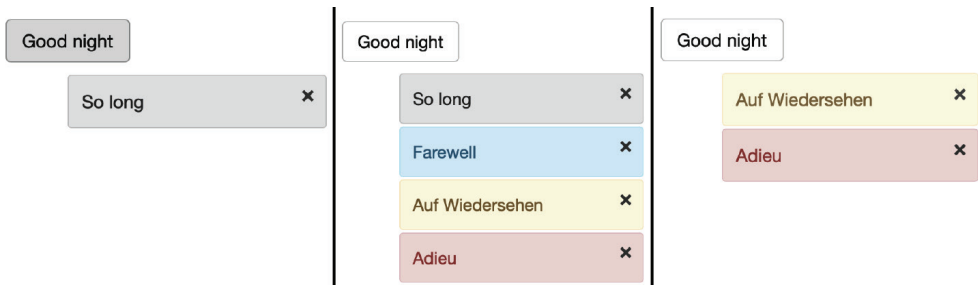 Good night
So long
Good night
So long
Farewell
Auf Wiedersehen
Adieu
Good night
Auf Wiedersehen
Adieu